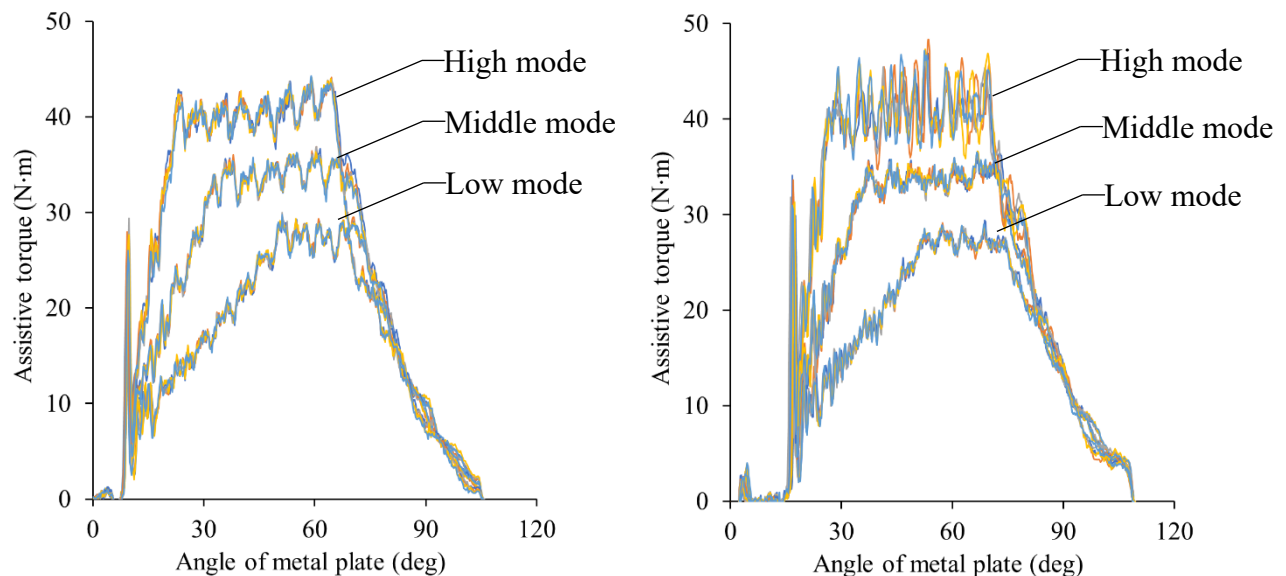 50
40
30
20
10
0
Assistive torque (N·m)
High mode
Middle mode
Low mode
0 30 60 90 120
Angle of metal plate (deg)
50
40
30
20
10
0
Assistive torque (N·m)
High mode
Middle mode
Low mode
0 30 60 90 120
Angle of metal plate (deg)